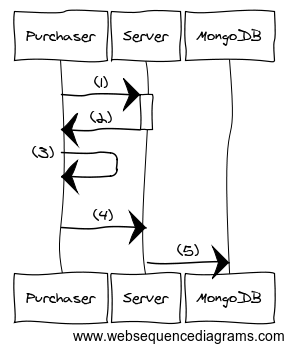 Purchaser Server MongoDB
(1)
(2)
(3)
(4)
(5)
Purchaser Server MongoDB
www.websequencediagrams.com